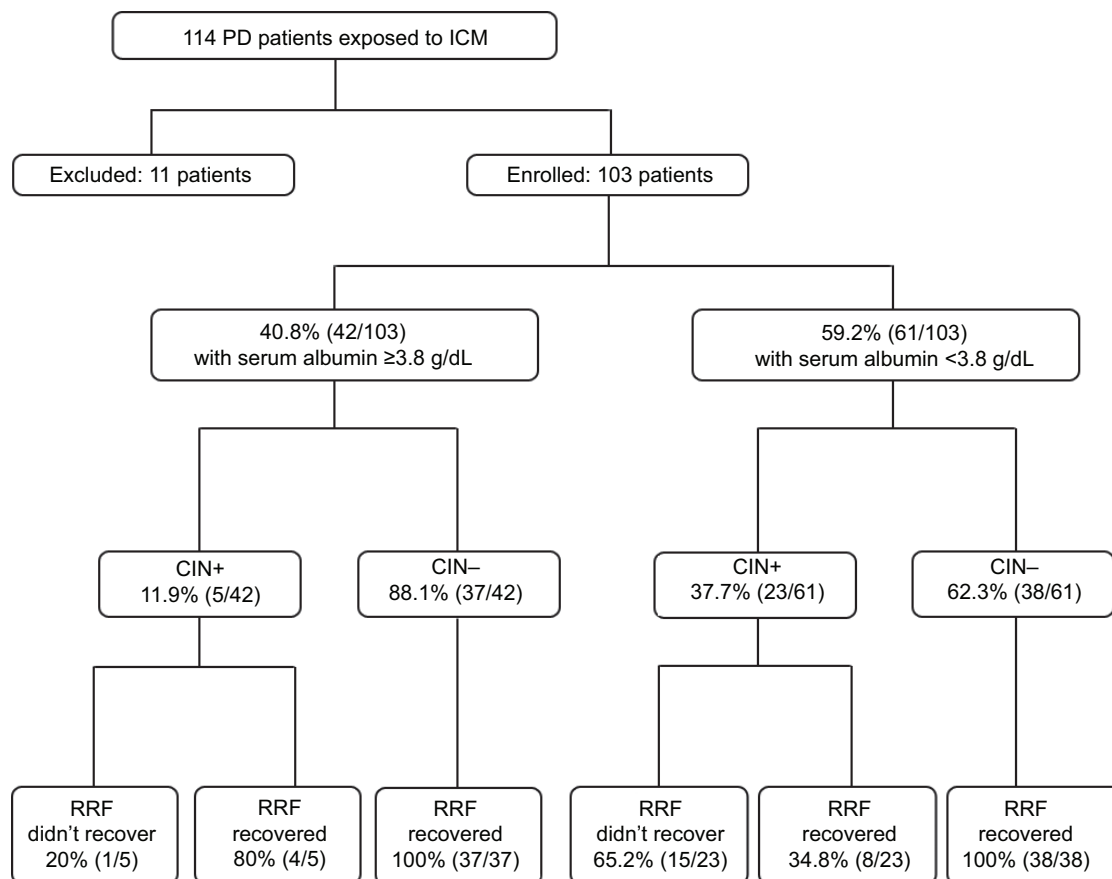 114 PD patients exposed to ICM
Excluded: 11 patients
Enrolled: 103 patients
40.8% (42/103)
with serum albumin ≥3.8 g/dL
59.2% (61/103)
with serum albumin <3.8 g/dL
CIN+
11.9% (5/42)
CIN–
88.1% (37/42)
CIN+
37.7% (23/61)
CIN–
62.3% (38/61)
RRF
didn’t recover
20% (1/5)
RRF
recovered
80% (4/5)
RRF
recovered
100% (37/37)
RRF
didn’t recover
65.2% (15/23)
RRF
recovered
34.8% (8/23)
RRF
recovered
100% (38/38)